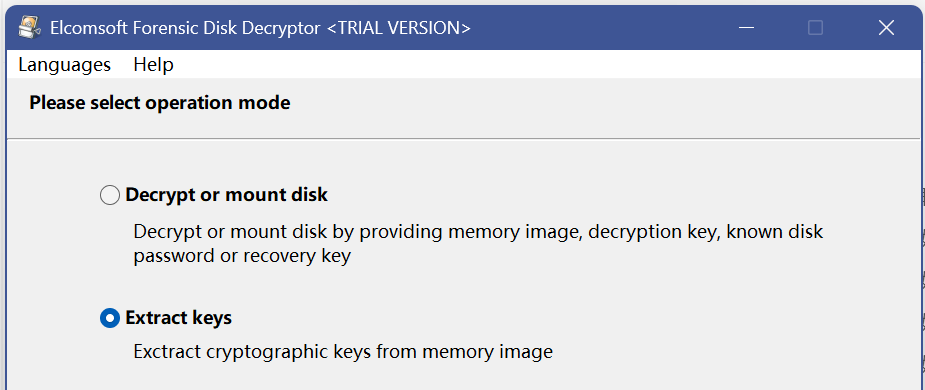 Elcomsoft Forensic Disk Decryptor <TRIAL VERSION>
Languages Help
Please select operation mode
Decrypt or mount disk
Decrypt or mount disk by providing memory image, decryption key, known disk
password or recovery key
Extract keys
Exctract cryptographic keys from memory image